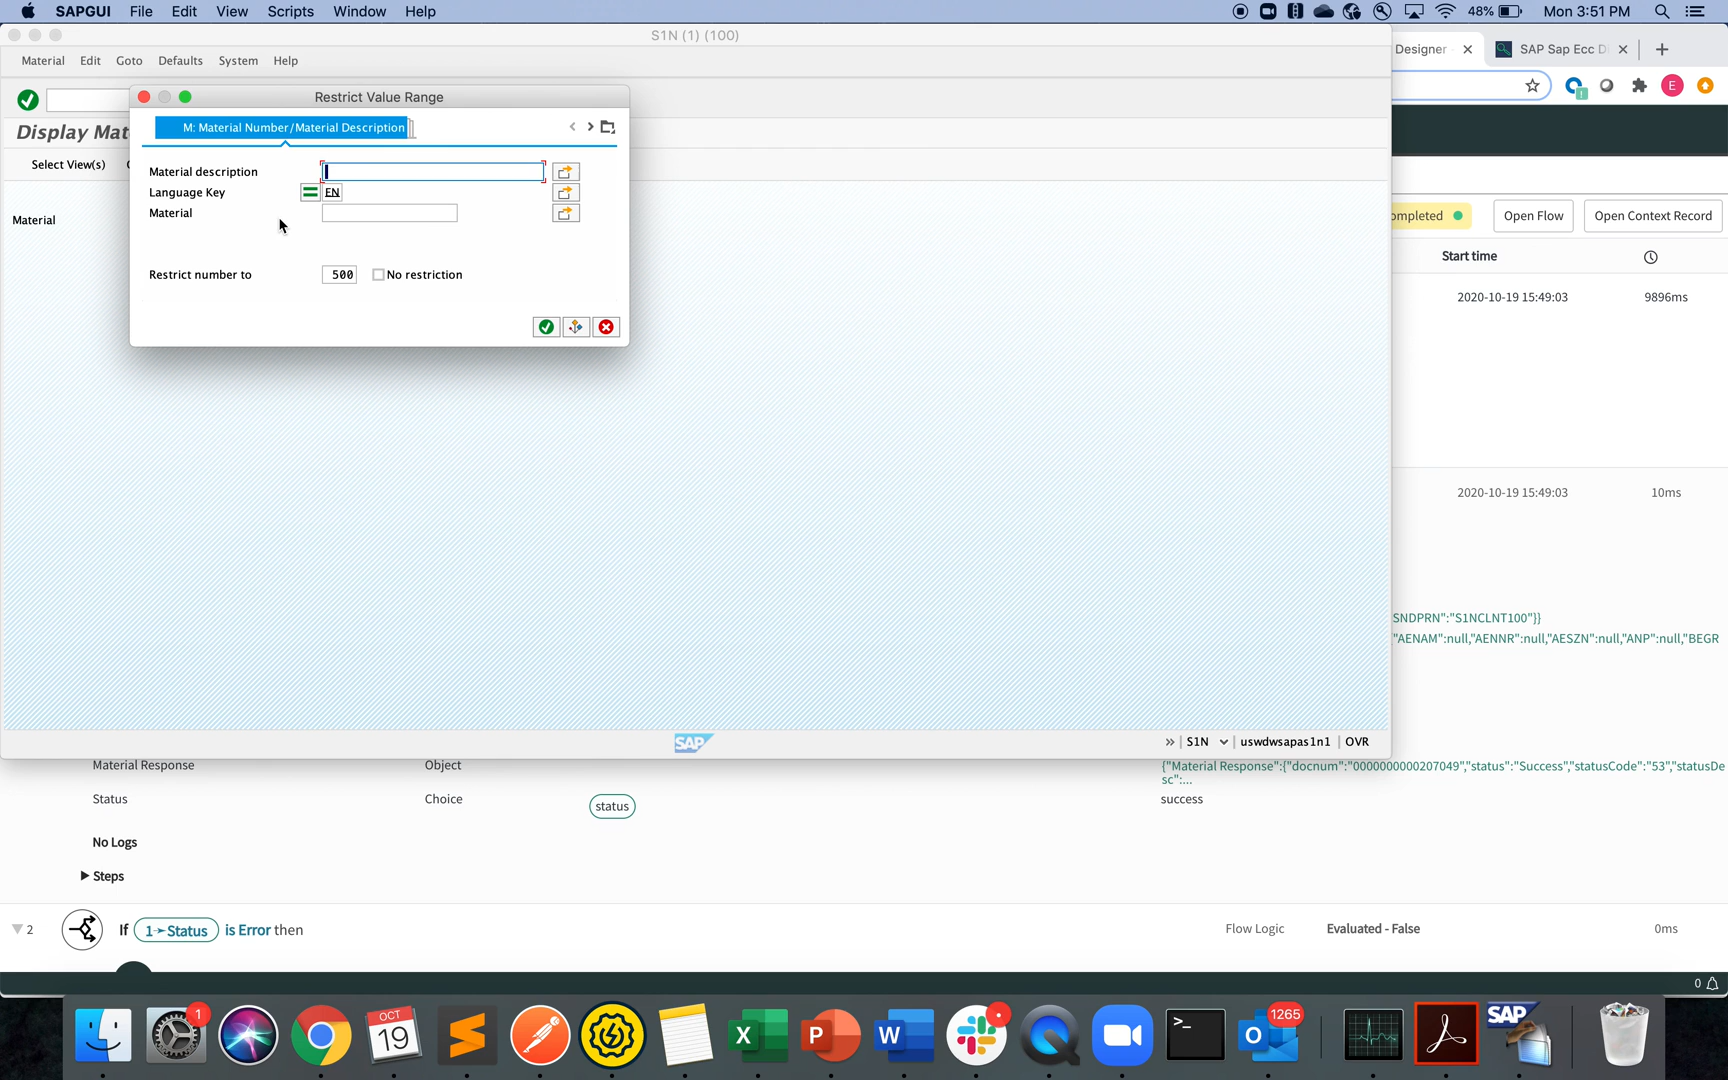 SAPGUI File Edit View Scripts Window Help 48% Mon 3:51 PM
S1N (1) (100)
Designer SAP Sap Ecc D
Material Edit Goto Defaults System Help
Restrict Value Range
Display Mat
M: Material Number/Material Description
Select View(s)
Material description
Language Key EN
Material
Material
Restrict number to 500 No restriction
ompleted Open Flow Open Context Record
Start time
2020-10-19 15:49:03 9896ms
2020-10-19 15:49:03 10ms
SNDPRN":"S1NCLNT100"}}
"AENAM":null,"AENNR":null,"AESZN":null,"ANP":null,"BEGR
SAP S1N uswdwsapas1n1 OVR
Material Response Object {"Material Response":{"docnum":"0000000000207049","status":"Success","statusCode":"53","statusDe
sc":...
Status Choice status success
No Logs
Steps
2 If 1➛Status is Error then Flow Logic Evaluated - False 0ms
0
1 OCT 19 X P W >_ O 1265 SAP